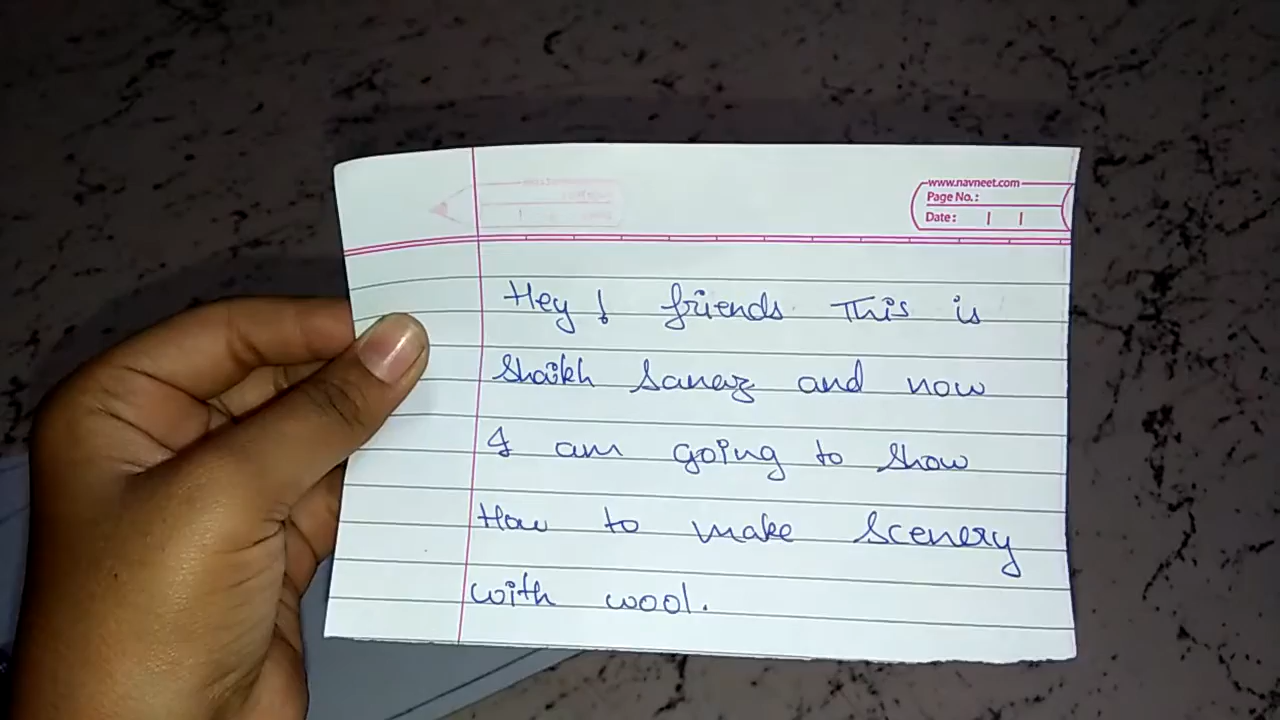 www.navneet.com
Page No.:
Date:
Hey! friends. This is
Shaikh Sanaz and now
I am going to show
How to make Scenery
with wool.